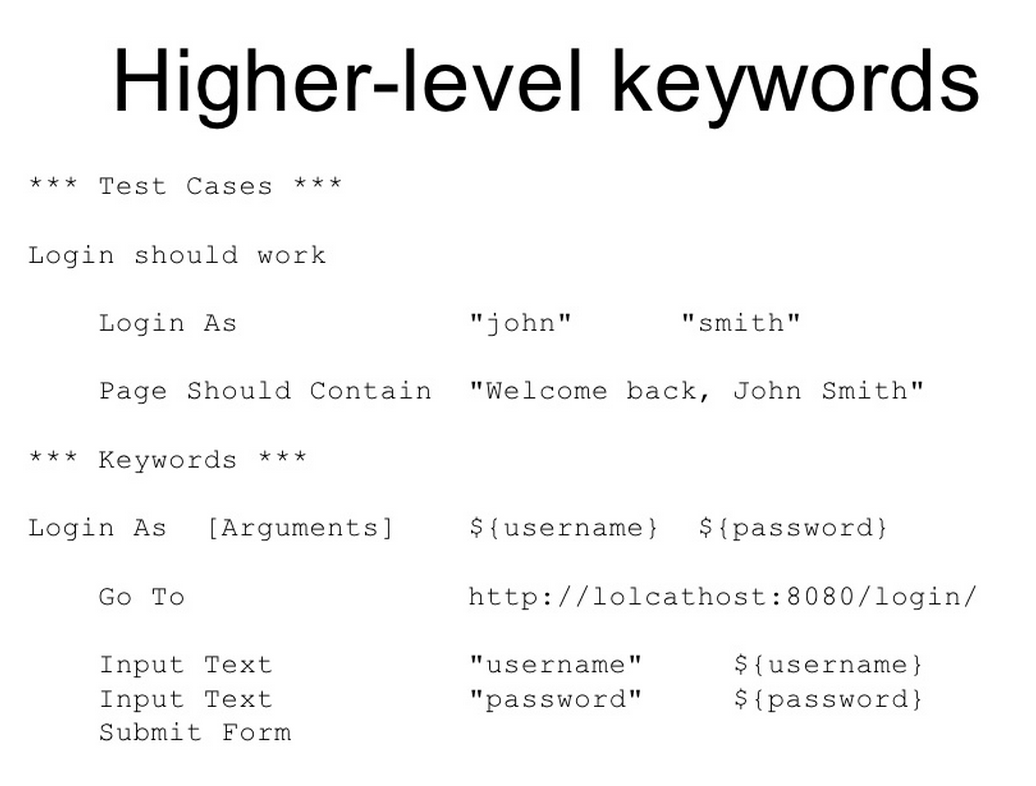 Higher-level keywords
*** Test Cases ***
Login should work
Login As "john" "smith"
Page Should Contain "Welcome back, John Smith"
*** Keywords ***
Login As [Arguments] ${username} ${password}
Go To http://lolcathost:8080/login/
Input Text "username" ${username}
Input Text "password" ${password}
Submit Form